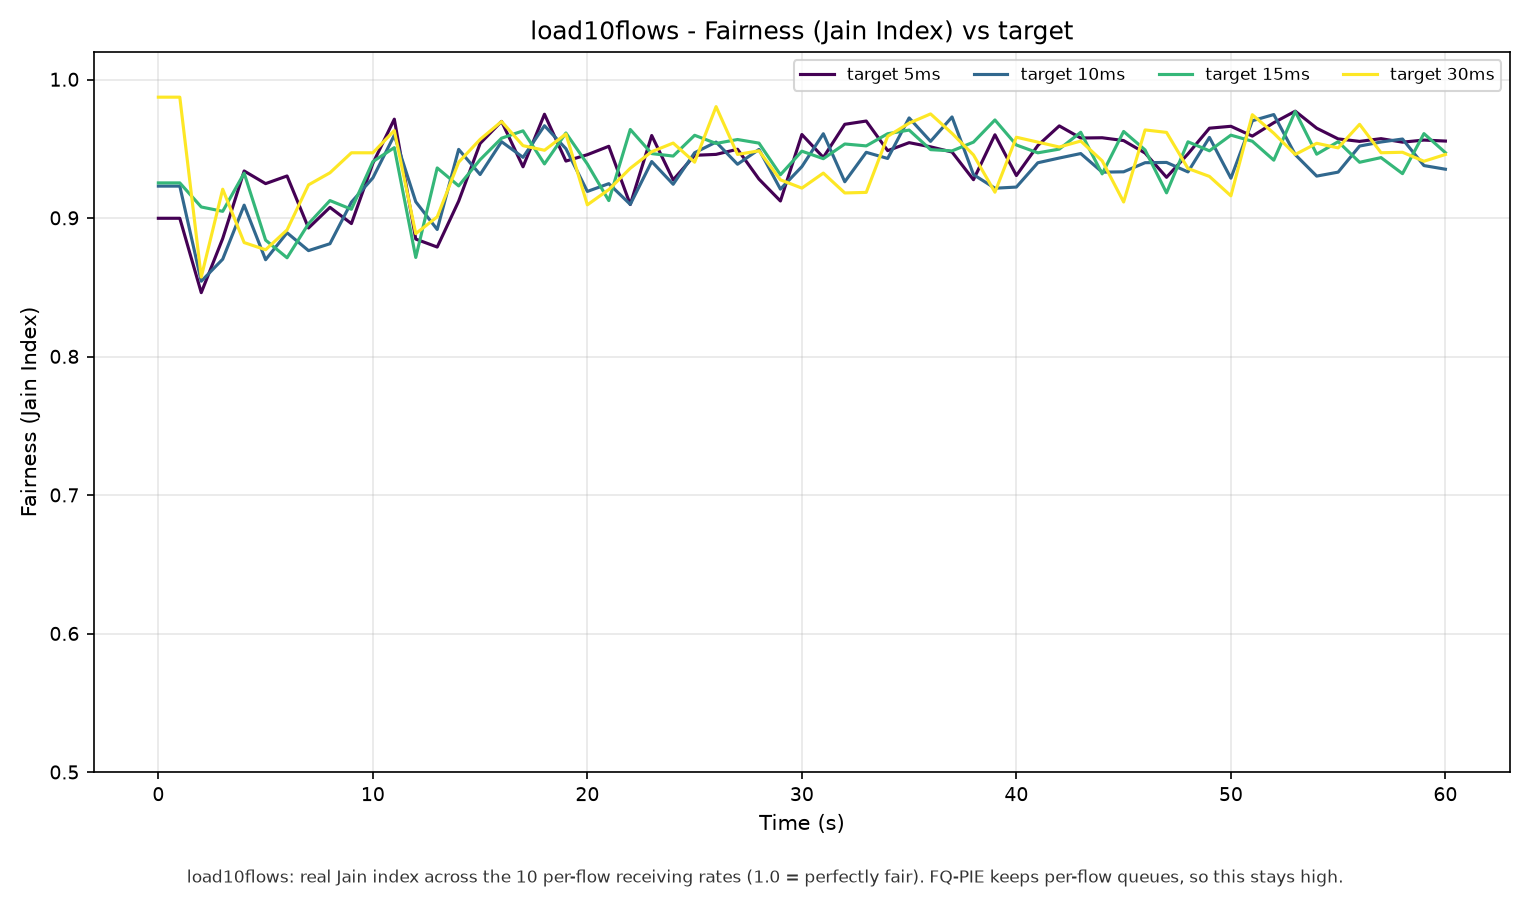 load10flows - Fairness (Jain Index) vs target
target 5ms target 10ms target 15ms target 30ms
Fairness (Jain Index)
1.0
0.9
0.8
0.7
0.6
0.5
0 10 20 30 40 50 60
Time (s)
load10flows: real Jain index across the 10 per-flow receiving rates (1.0 = perfectly fair). FQ-PIE keeps per-flow queues, so this stays high.